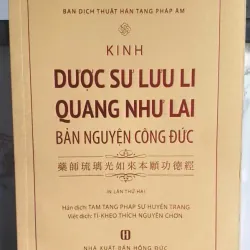 BAN DỊCH THUẬT HÁN TẠNG PHÁP ÂM
KINH
DƯỢC SƯ LƯU LI
QUANG NHƯ LAI
BẢN NGUYỆN CÔNG ĐỨC
藥師琉璃光如來本願功德經
IN LẦN THỨ HAI
Hán dịch: TAM TẠNG PHÁP SƯ HUYỀN TRANG
Việt dịch: TỈ-KHEO THÍCH NGUYÊN CHƠN
NHÀ XUẤT BẢN HỒNG ĐỨC